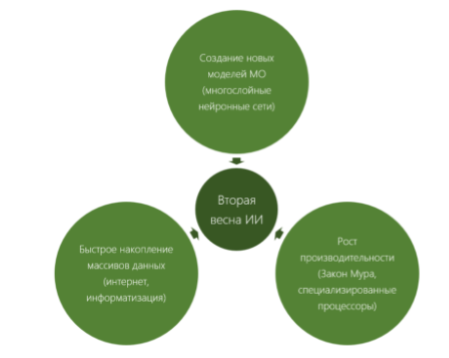 Создание новых
моделей МО
(многослойные
нейронные сети)
Вторая
весна ИИ
Быстрое накопление
массивов данных
(интернет,
информатизация)
Рост
производительности
(Закон Мура,
специализированные
процессоры)